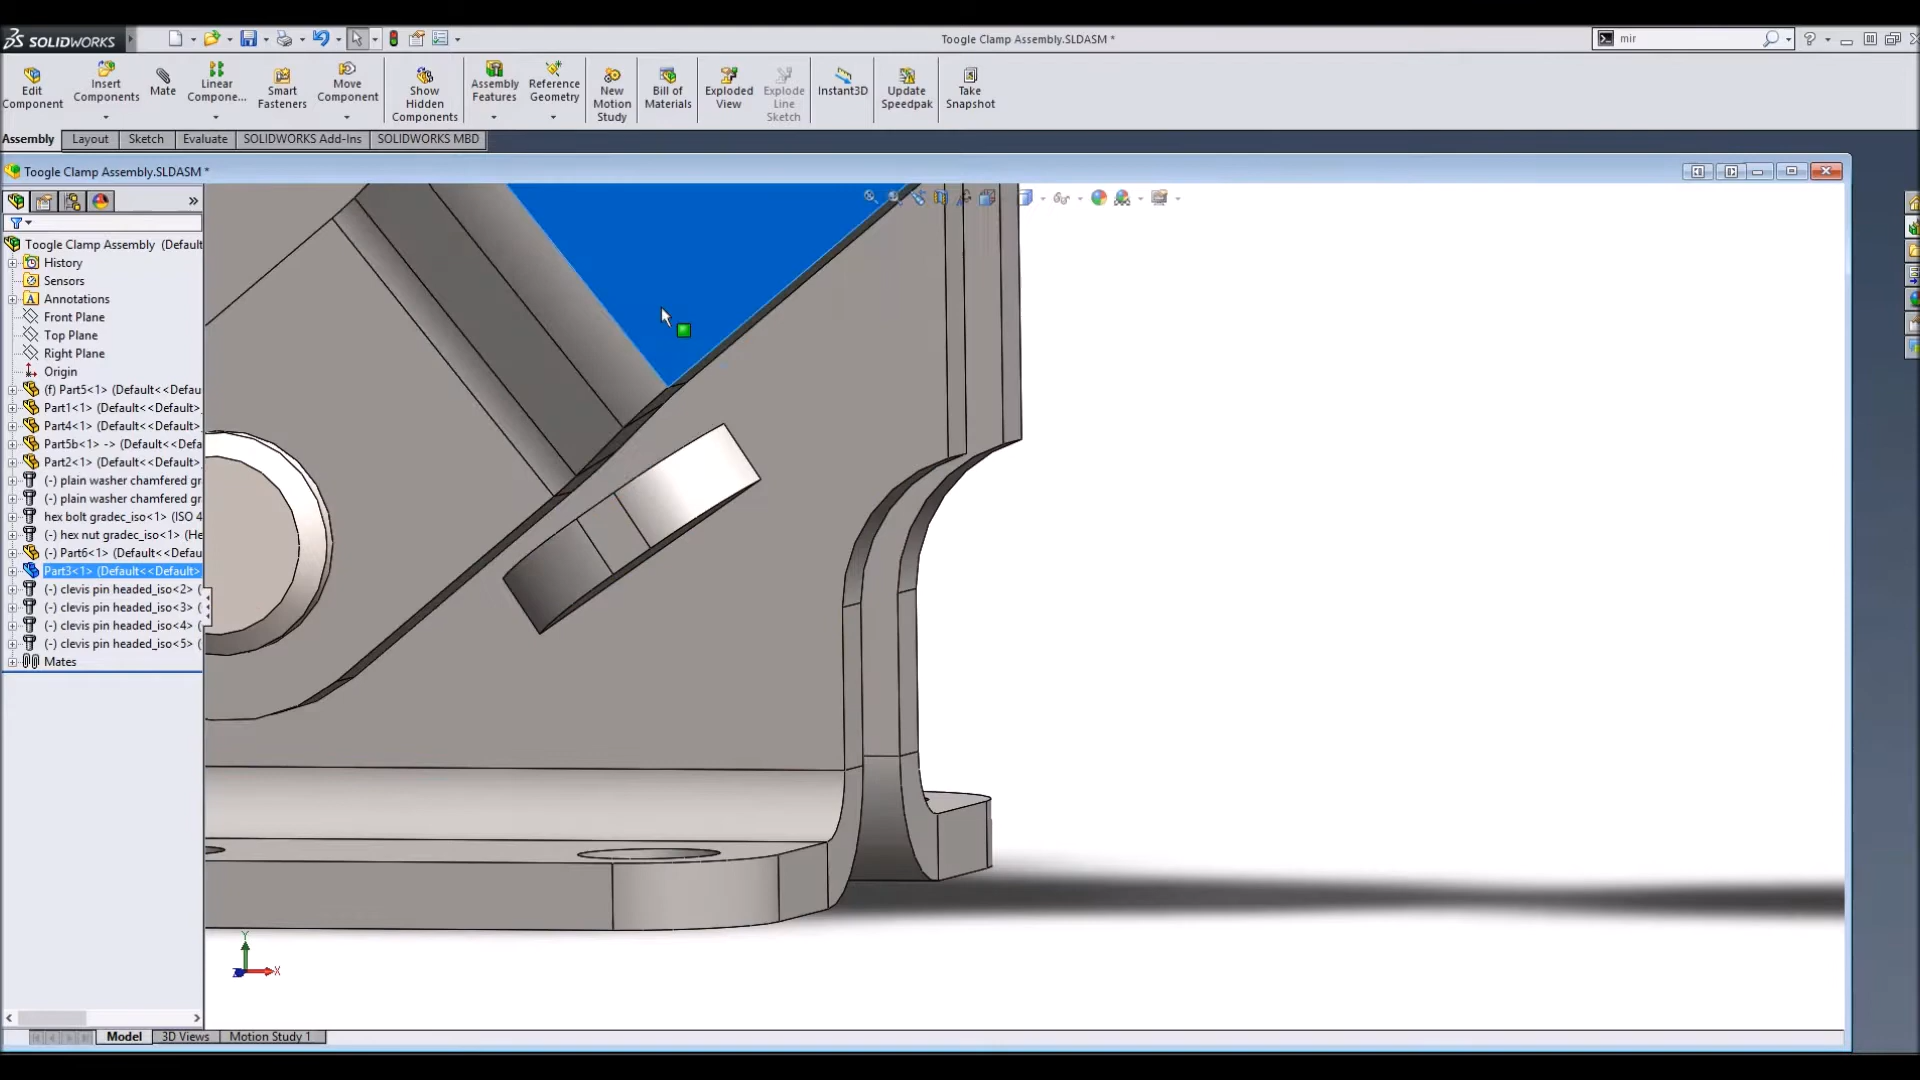 SOLIDWORKS
Toogle Clamp Assembly.SLDASM *
mir
?
Edit Component
Insert Components
Mate
Linear Compone...
Smart Fasteners
Move Component
Show Hidden Components
Assembly Features
Reference Geometry
New Motion Study
Bill of Materials
Exploded View
Explode Line Sketch
Instant3D
Update Speedpak
Take Snapshot
Assembly
Layout
Sketch
Evaluate
SOLIDWORKS Add-Ins
SOLIDWORKS MBD
Toogle Clamp Assembly.SLDASM *
Toogle Clamp Assembly (Default
History
Sensors
Annotations
Front Plane
Top Plane
Right Plane
Origin
(f) Part5<1> (Default<<Defau
Part1<1> (Default<<Default>
Part4<1> (Default<<Default>
Part5b<1> -> (Default<<Defa
Part2<1> (Default<<Default>
(-) plain washer chamfered gr
(-) plain washer chamfered gr
hex bolt gradec_iso<1> (ISO 4
(-) hex nut gradec_iso<1> (He
(-) Part6<1> (Default<<Defau
Part3<1> (Default<<Default>
(-) clevis pin headed_iso<2> (
(-) clevis pin headed_iso<3> (
(-) clevis pin headed_iso<4> (
(-) clevis pin headed_iso<5> (
Mates
Y
Z
X
Model
3D Views
Motion Study 1